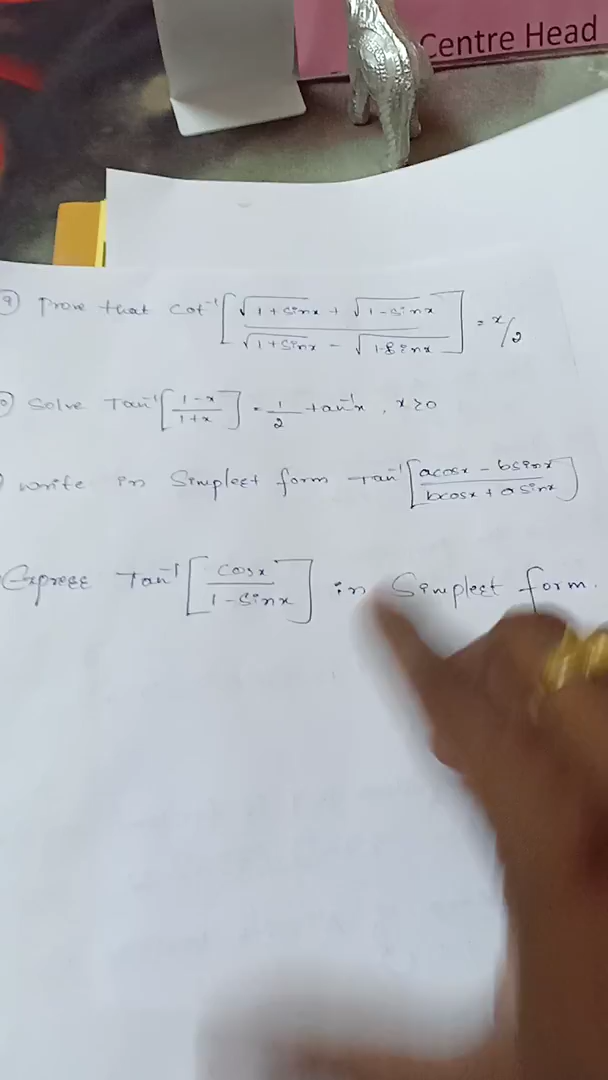 Centre Head
9) Prove that cot⁻¹[(√1+sinx + √1-sinx)/(√1+sinx - √1-sinx)] = x/2
0) Solve Tan⁻¹[(1-x)/(1+x)] = 1/2 tan⁻¹x, x>0
) write in Simplest form Tan⁻¹[(acosx - bsinx)/(bcosx + asinx)]
Express Tan⁻¹[cosx/(1-sinx)] in Simplest form.